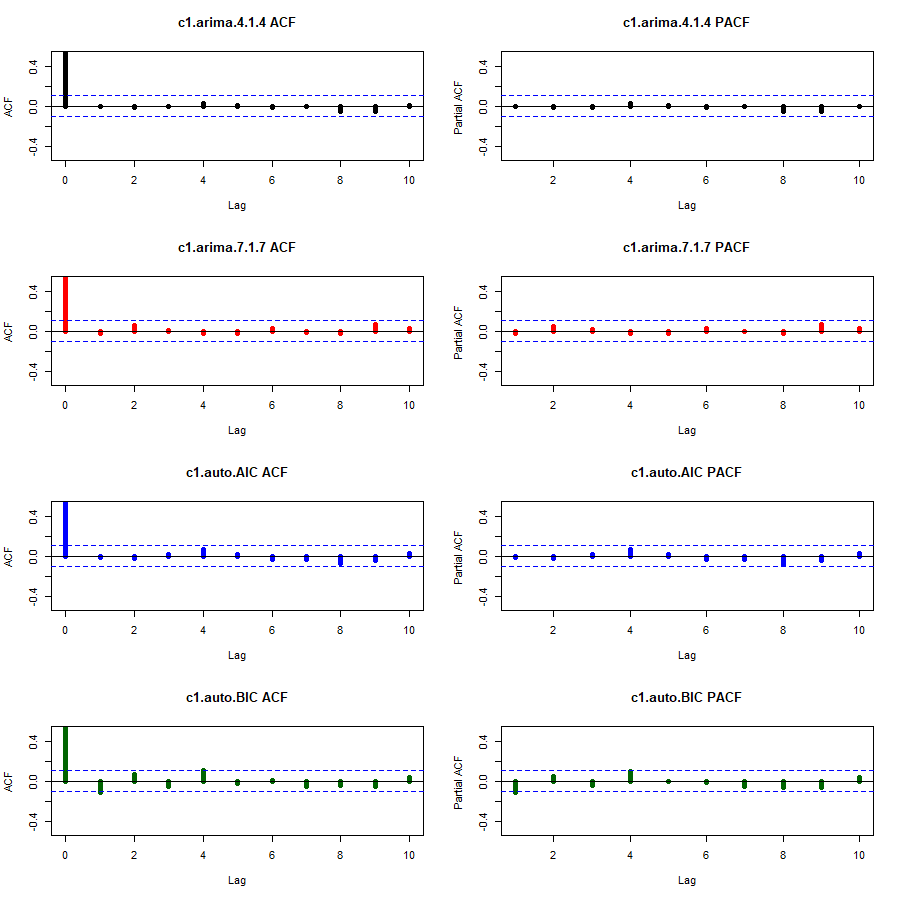 c1.arima.4.1.4 ACF
ACF
0.4
0.0
-0.4
0 2 4 6 8 10
Lag
c1.arima.4.1.4 PACF
Partial ACF
0.4
0.0
-0.4
2 4 6 8 10
Lag
c1.arima.7.1.7 ACF
ACF
0.4
0.0
-0.4
0 2 4 6 8 10
Lag
c1.arima.7.1.7 PACF
Partial ACF
0.4
0.0
-0.4
2 4 6 8 10
Lag
c1.auto.AIC ACF
ACF
0.4
0.0
-0.4
0 2 4 6 8 10
Lag
c1.auto.AIC PACF
Partial ACF
0.4
0.0
-0.4
2 4 6 8 10
Lag
c1.auto.BIC ACF
ACF
0.4
0.0
-0.4
0 2 4 6 8 10
Lag
c1.auto.BIC PACF
Partial ACF
0.4
0.0
-0.4
2 4 6 8 10
Lag